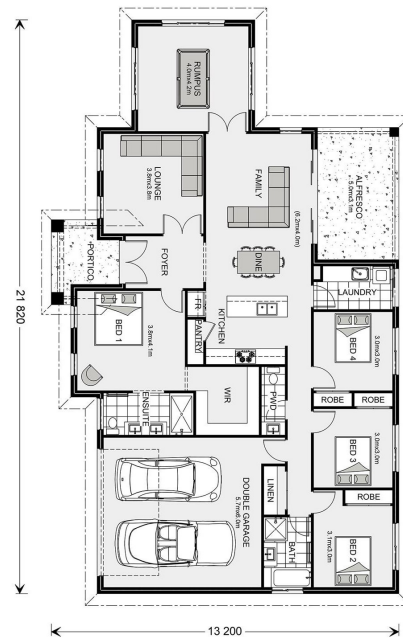 RUMPUS
4.0mx4.2m
LOUNGE
3.8mx3.8m
FAMILY
(6.2mx4.0m)
ALFRESCO
5.0mx3.1m
PORTICO
FOYER
DINE
LAUNDRY
FR
PANTRY
KITCHEN
BED 1
3.8mx4.1m
BED 4
3.0mx3.0m
ENSUITE
WIR
PWD
ROBE
ROBE
BED 3
3.0mx3.0m
DOUBLE GARAGE
5.7mx6.0m
LINEN
ROBE
BATH
BED 2
3.1mx3.0m
21 820
13 200